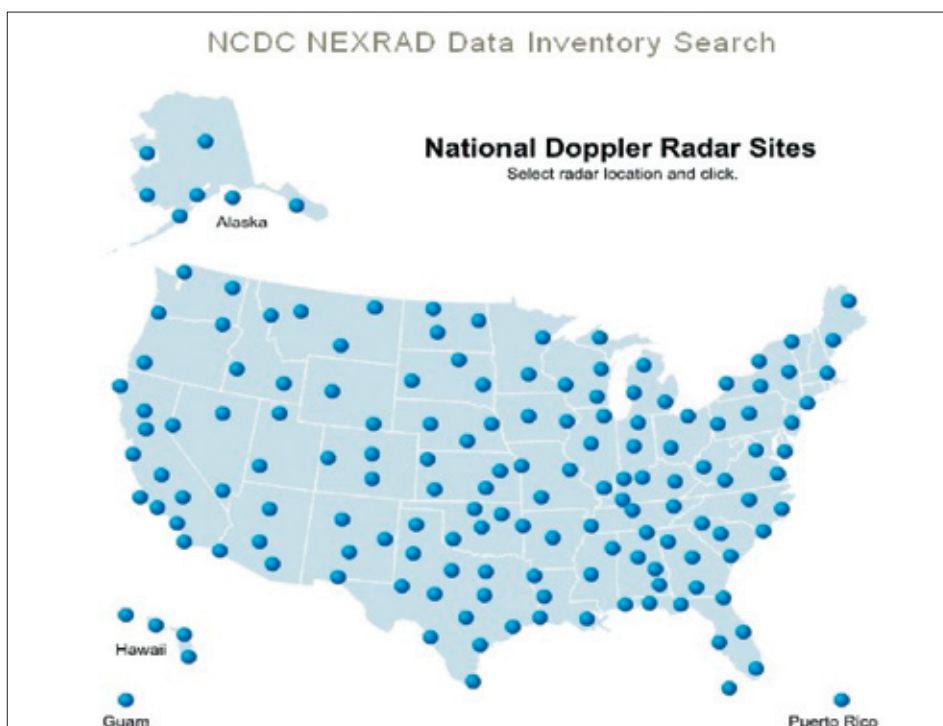 NCDC NEXRAD Data Inventory Search
National Doppler Radar Sites
Select radar location and click.
Alaska
Hawaii
Guam
Puerto Rico